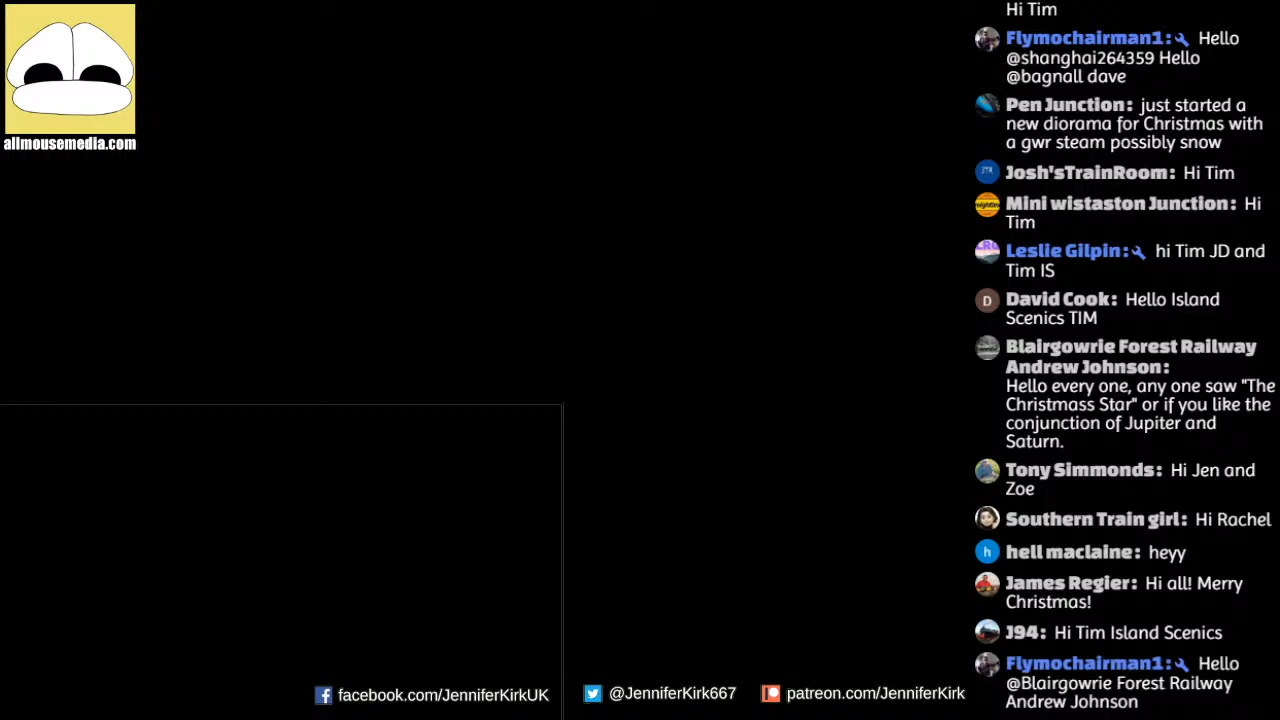 allmousemedia.com
Hi Tim
Flymochairman1: Hello
@shanghai264359 Hello
@bagnall dave
Pen Junction: just started a
new diorama for Christmas with
a gwr steam possibly snow
JTR
Josh'sTrainRoom: Hi Tim
Mini wistaston Junction: Hi
Tim
Leslie Gilpin: hi Tim JD and
Tim IS
D
David Cook: Hello Island
Scenics TIM
Blairgowrie Forest Railway
Andrew Johnson:
Hello every one, any one saw "The
Christmass Star" or if you like the
conjunction of Jupiter and
Saturn.
Tony Simmonds: Hi Jen and
Zoe
Southern Train girl: Hi Rachel
h
hell maclaine: heyy
James Regier: Hi all! Merry
Christmas!
J94: Hi Tim Island Scenics
Flymochairman1: Hello
@Blairgowrie Forest Railway
Andrew Johnson
facebook.com/JenniferKirkUK
@JenniferKirk667
patreon.com/JenniferKirk